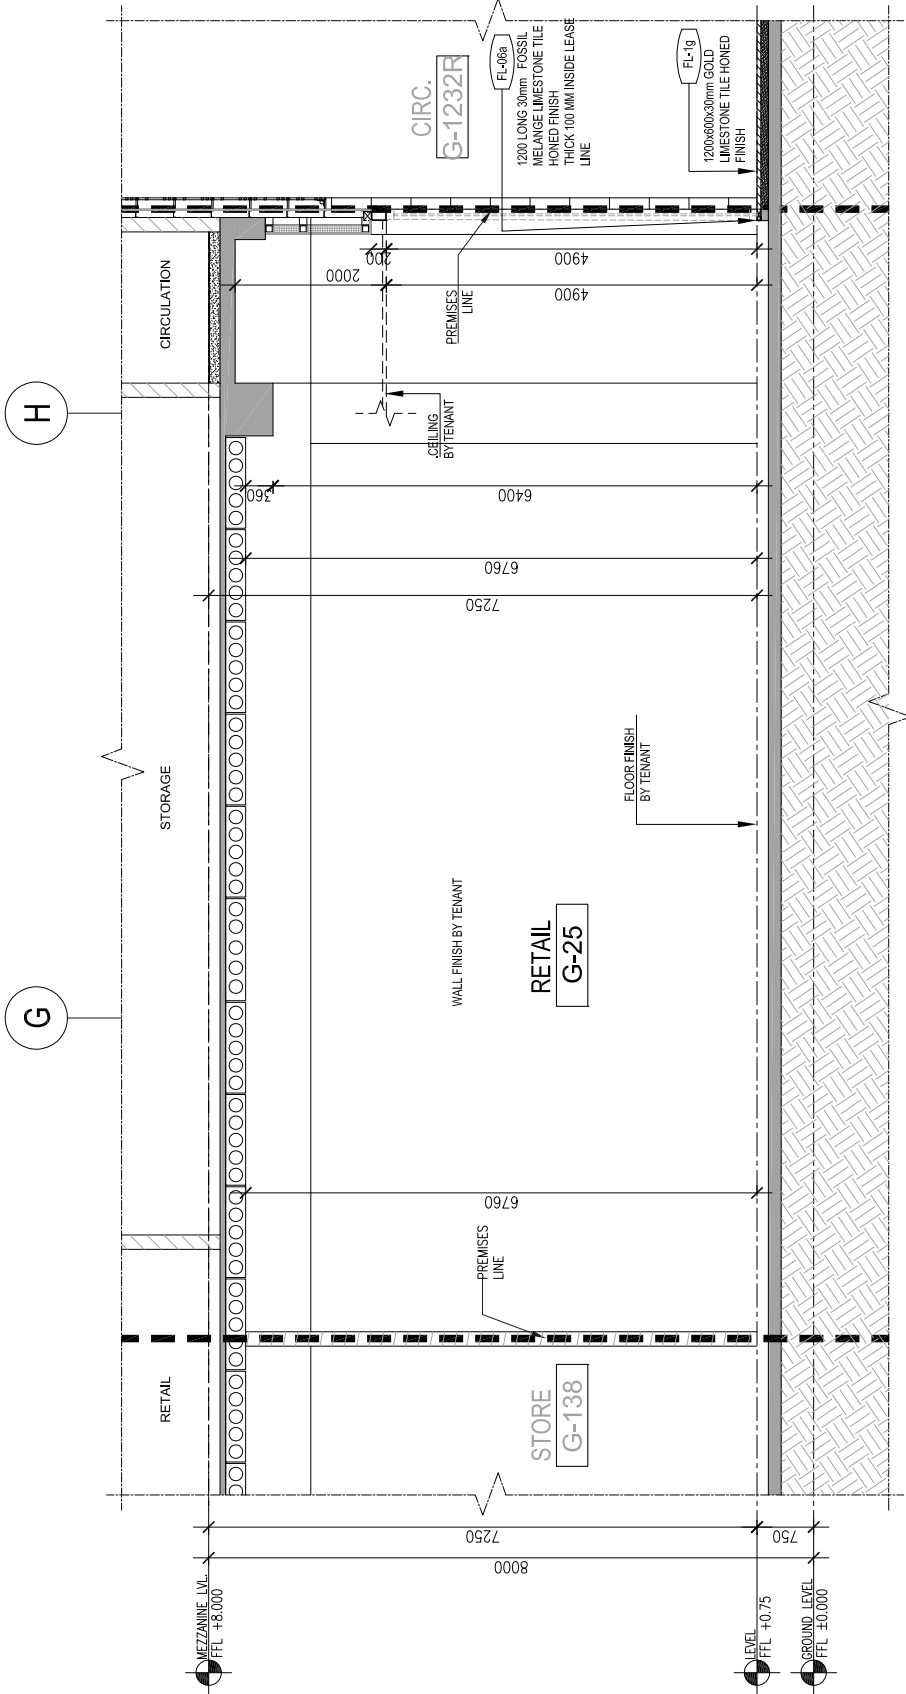 H
G
CIRC.
G-1232R
FL-06a
1200 LONG 30mm FOSSIL
MELANGE LIMESTONE TILE
HONED FINISH
THICK 100 MM INSIDE LEASE
LINE
FL-1g
1200x600x30mm GOLD
LIMESTONE TILE HONED
FINISH
CIRCULATION
2000
200
4900
4900
PREMISES
LINE
CEILING
BY TENANT
360
6400
6760
7250
STORAGE
FLOOR FINISH
BY TENANT
WALL FINISH BY TENANT
RETAIL
G-25
6760
PREMISES
LINE
RETAIL
STORE
G-138
7250
750
8000
MEZZANINE LVL.
FFL +8.000
LEVEL
FFL +0.75
GROUND LEVEL
FFL ±0.000